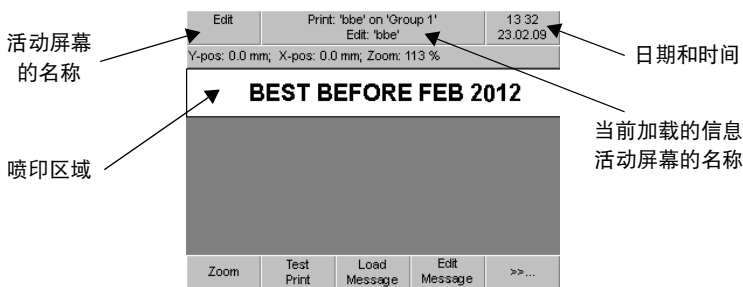 Edit
Print: 'bbe' on 'Group 1'
Edit: 'bbe'
13 32
23.02.09
Y-pos: 0.0 mm; X-pos: 0.0 mm; Zoom: 113 %
BEST BEFORE FEB 2012
活动屏幕
的名称
日期和时间
当前加载的信息
活动屏幕的名称
喷印区域
Zoom
Test
Print
Load
Message
Edit
Message
>>...